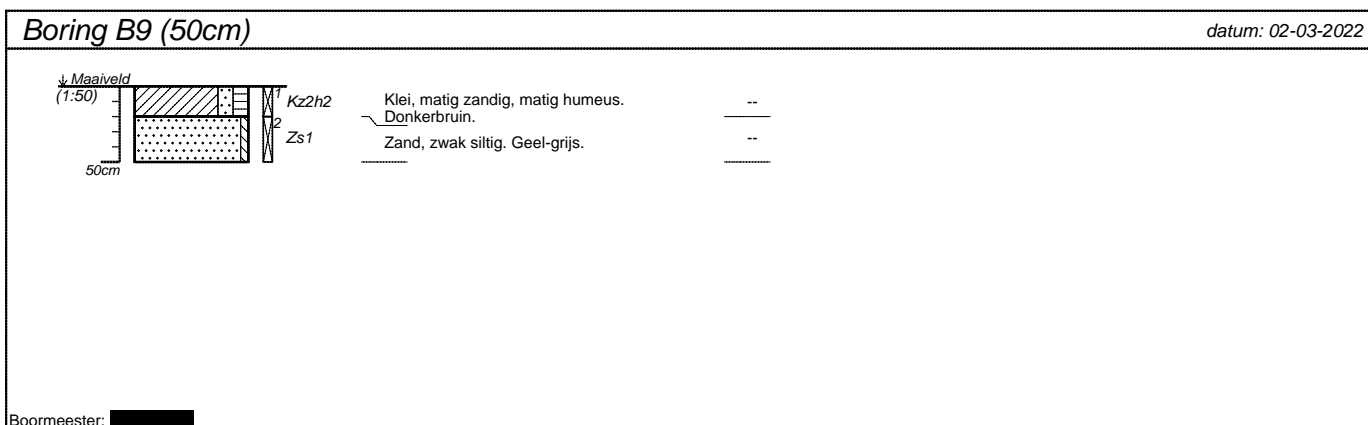 Boring B9 (50cm)
datum: 02-03-2022
Maaiveld
(1:50)
1
Kz2h2
Klei, matig zandig, matig humeus.
Donkerbruin.
--
2
Zs1
Zand, zwak siltig. Geel-grijs.
--
50cm
Boormeester: